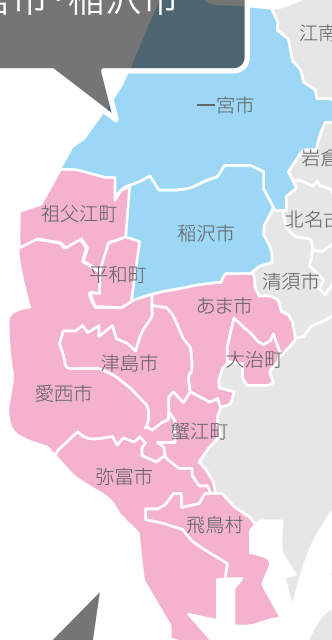 宮市・稲沢市
江南
一宮市
岩倉
祖父江町
稲沢市
北名古
平和町
清須市
あま市
津島市
大治町
愛西市
蟹江町
弥富市
飛鳥村